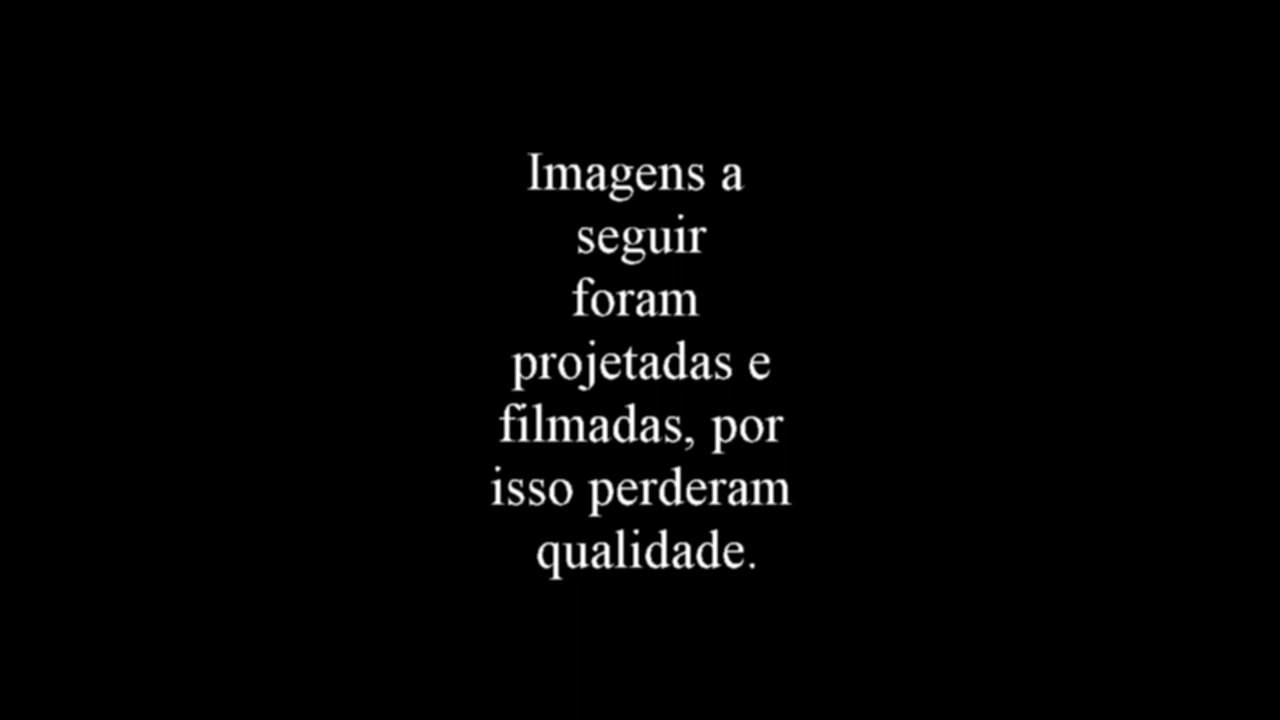 Imagens a
seguir
foram
projetadas e
filmadas, por
isso perderam
qualidade.